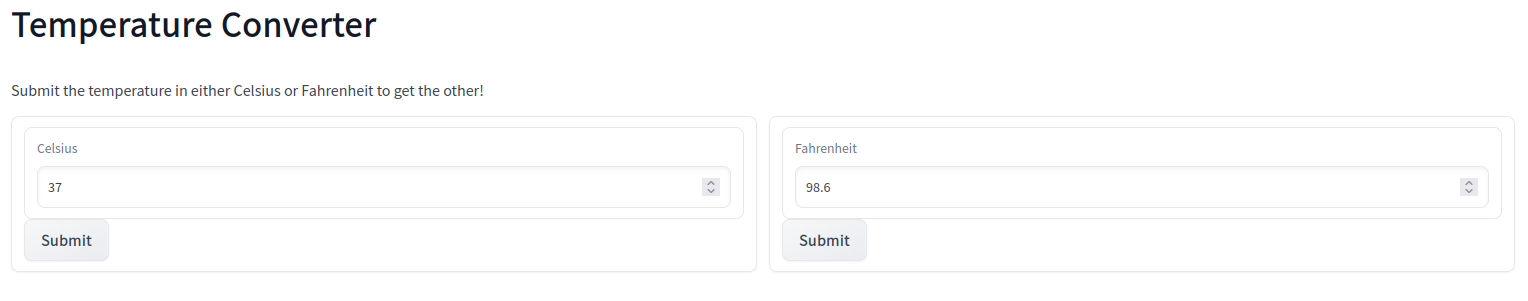 Temperature Converter
Submit the temperature in either Celsius or Fahrenheit to get the other!
Celsius
37
Submit
Fahrenheit
98.6
Submit